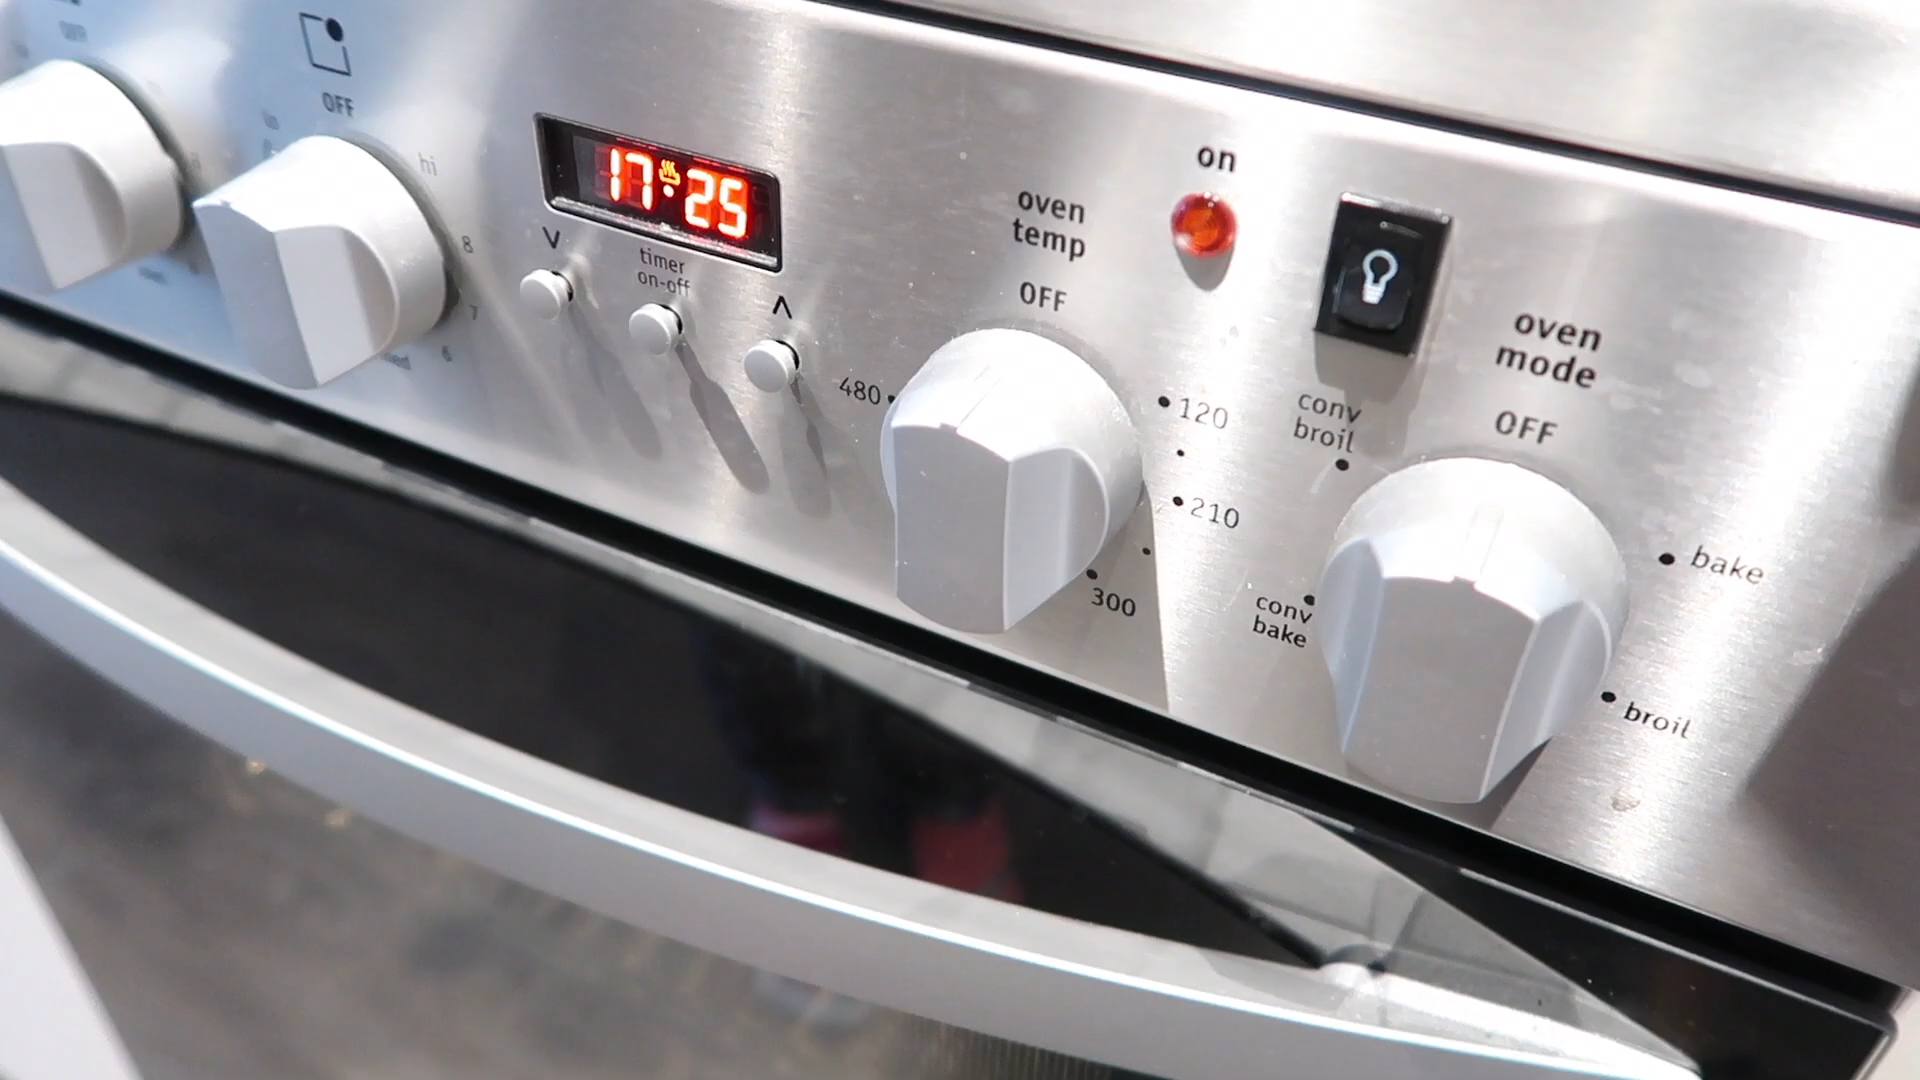 OFF
OFF
hi
8
7
6
17:25
timer
on-off
oven
temp
OFF
480
120
210
300
on
oven
mode
OFF
conv
broil
conv
bake
bake
broil